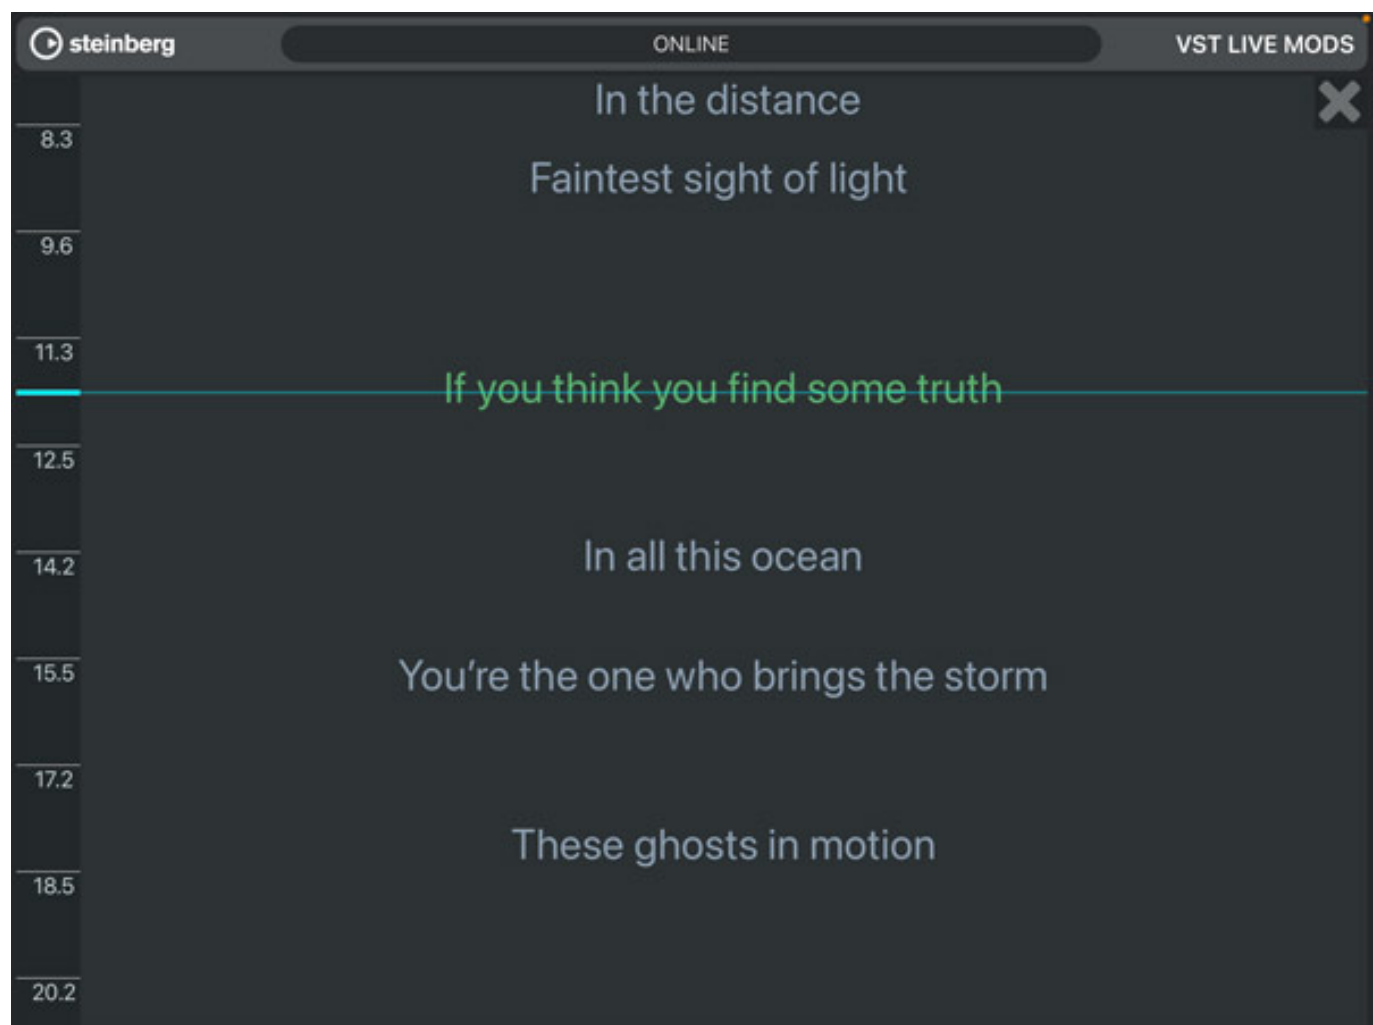 steinberg
ONLINE
VST LIVE MODS
In the distance
8.3
Faintest sight of light
9.6
11.3
If you think you find some truth
12.5
In all this ocean
14.2
15.5
You're the one who brings the storm
17.2
These ghosts in motion
18.5
20.2